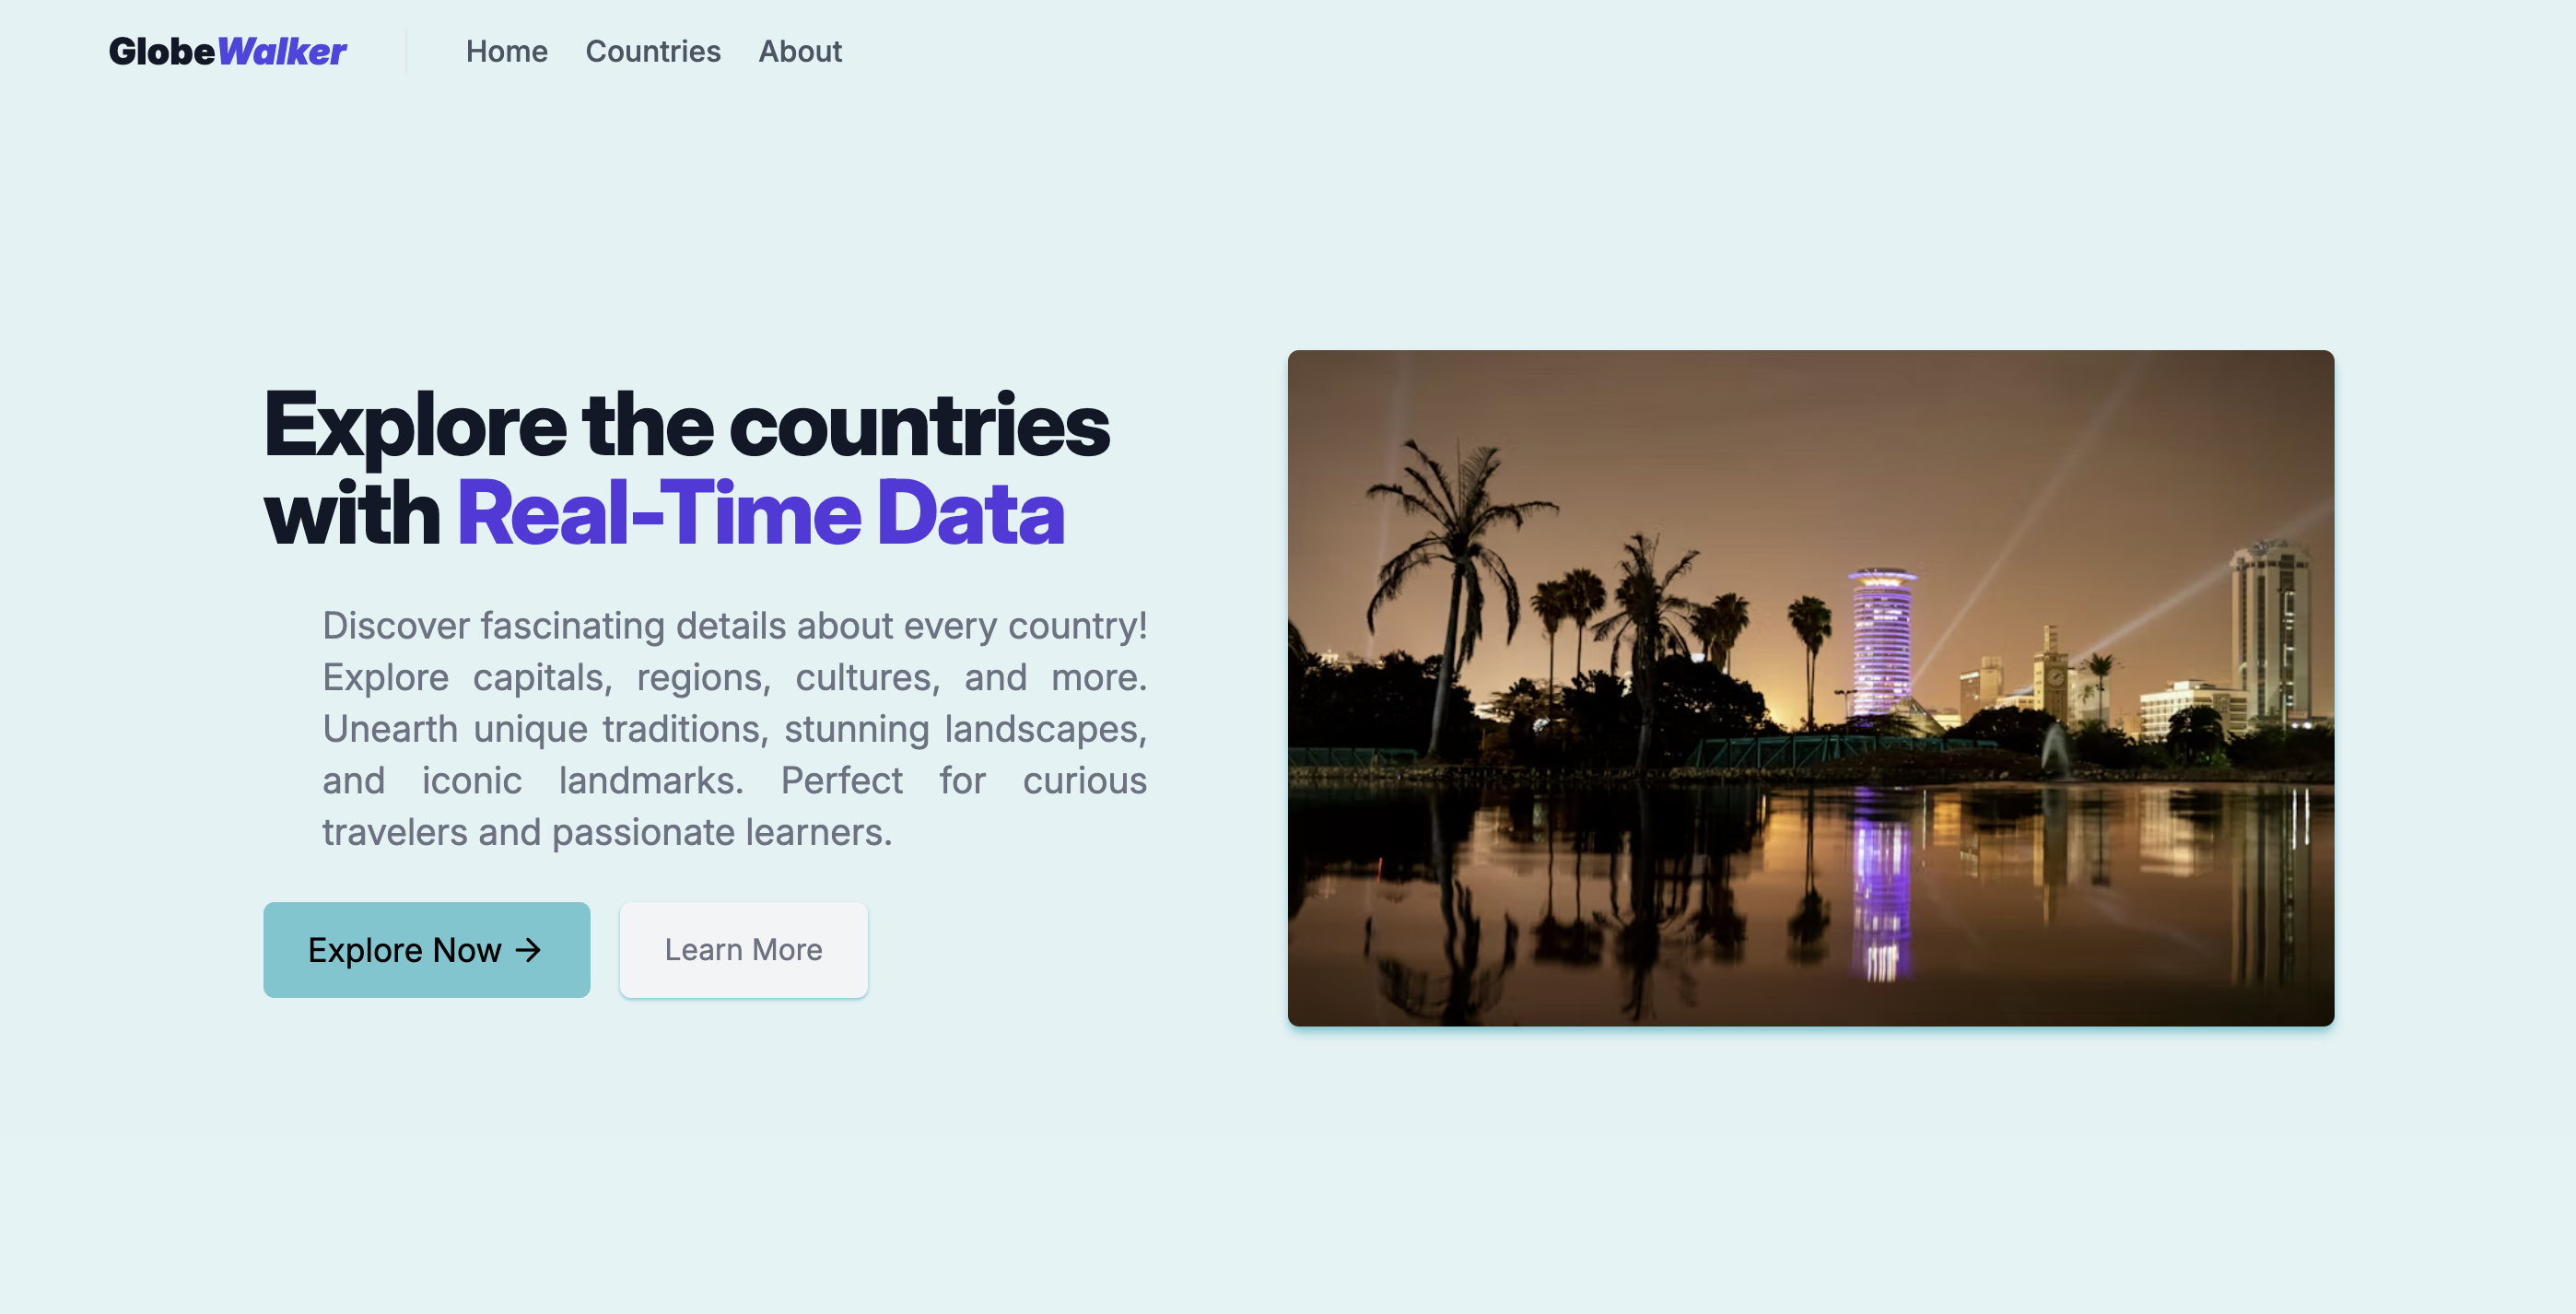 GlobeWalker
Home Countries About
Explore the countries
with Real-Time Data
Discover fascinating details about every country!
Explore capitals, regions, cultures, and more.
Unearth unique traditions, stunning landscapes,
and iconic landmarks. Perfect for curious
travelers and passionate learners.
Explore Now →
Learn More